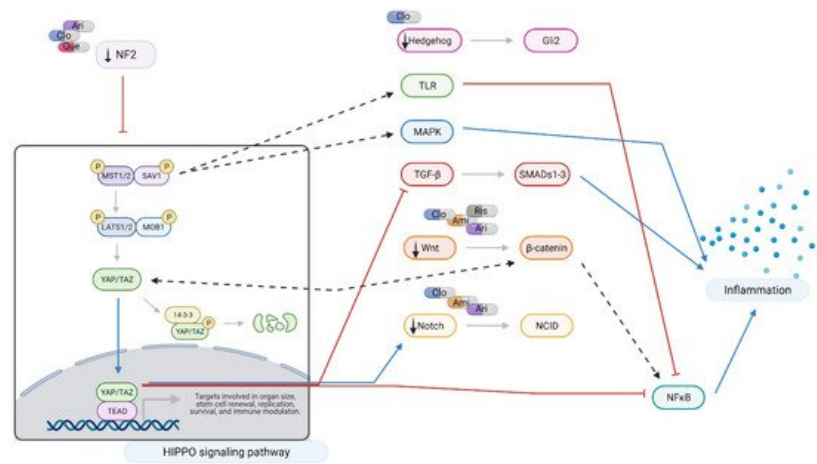 Ari
Clo
Que
NF2
Clo
Hedgehog
Gli2
TLR
MAPK
P
P
MST1/2
SAV1
TGF-β
SMADs1-3
P
P
LATS1/2
MOB1
Clo
Ami
Ris
Ari
Wnt
β-catenin
YAP/TAZ
Inflammation
14-3-3
P
YAP/TAZ
Clo
Ami
Ari
Notch
NCID
YAP/TAZ
TEAD
Targets involved in organ size,
stem cell renewal, replication,
survival, and immune modulaton.
NFκB
HIPPO signaling pathway